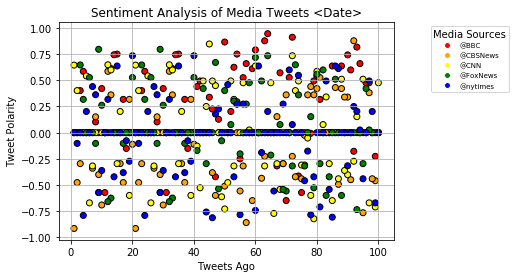 Sentiment Analysis of Media Tweets <Date>
Tweet Polarity
1.00
0.75
0.50
0.25
0.00
−0.25
−0.50
−0.75
−1.00
0
20
40
60
80
100
Tweets Ago
Media Sources
@BBC
@CBSNews
@CNN
@FoxNews
@nytimes